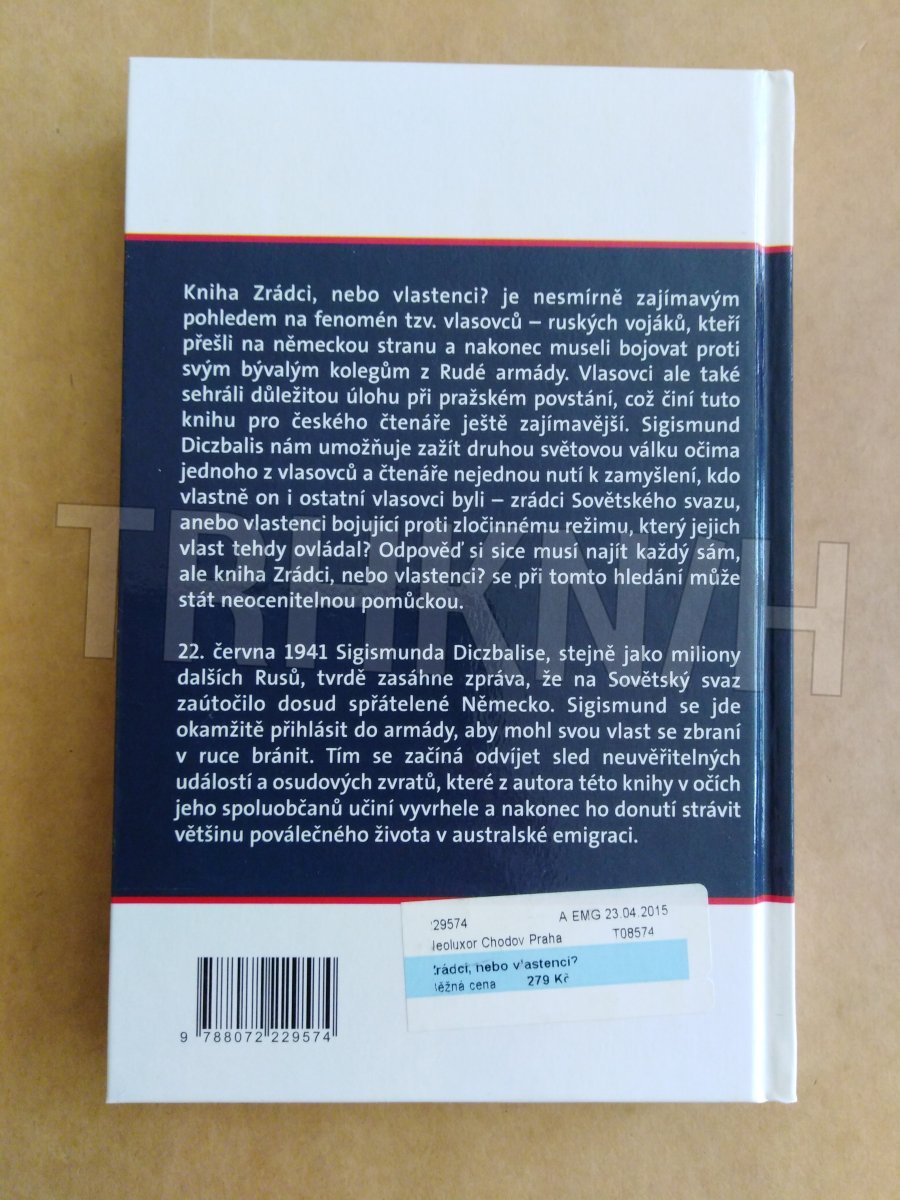 Kniha Zrádci, nebo vlastenci? je nesmírně zajímavým
pohledem na fenomén tzv. vlasovců – ruských vojáků, kteří
přešli na německou stranu a nakonec museli bojovat proti
svým bývalým kolegům z Rudé armády. Vlasovci ale také
sehráli důležitou úlohu při pražském povstání, což činí tuto
knihu pro českého čtenáře ještě zajímavější. Sigismund
Diczbalis nám umožňuje zažít druhou světovou válku očima
jednoho z vlasovců a čtenáře nejednou nutí k zamyšlení, kdo
vlastně on i ostatní vlasovci byli – zrádci Sovětského svazu,
anebo vlastenci bojující proti zločinnému režimu, který jejich
vlast tehdy ovládal? Odpověď si sice musí najít každý sám,
ale kniha Zrádci, nebo vlastenci? se při tomto hledání může
stát neocenitelnou pomůckou.
22. června 1941 Sigismunda Diczbalise, stejně jako miliony
dalších Rusů, tvrdě zasáhne zpráva, že na Sovětský svaz
zaútočilo dosud spřátelené Německo. Sigismund se jde
okamžitě přihlásit do armády, aby mohl svou vlast se zbraní
v ruce bránit. Tím se začíná odvíjet sled neuvěřitelných
událostí a osudových zvratů, které z autora této knihy v očích
jeho spoluobčanů učiní vyvrhele a nakonec ho donutí strávit
většinu poválečného života v australské emigraci.
29574 A EMG 23.04.2015
leoluxor Chodov Praha T08574
rádci, nebo vlastenci?
ěžná cena 279 Kč
9 788072 229574
TRHKNIH